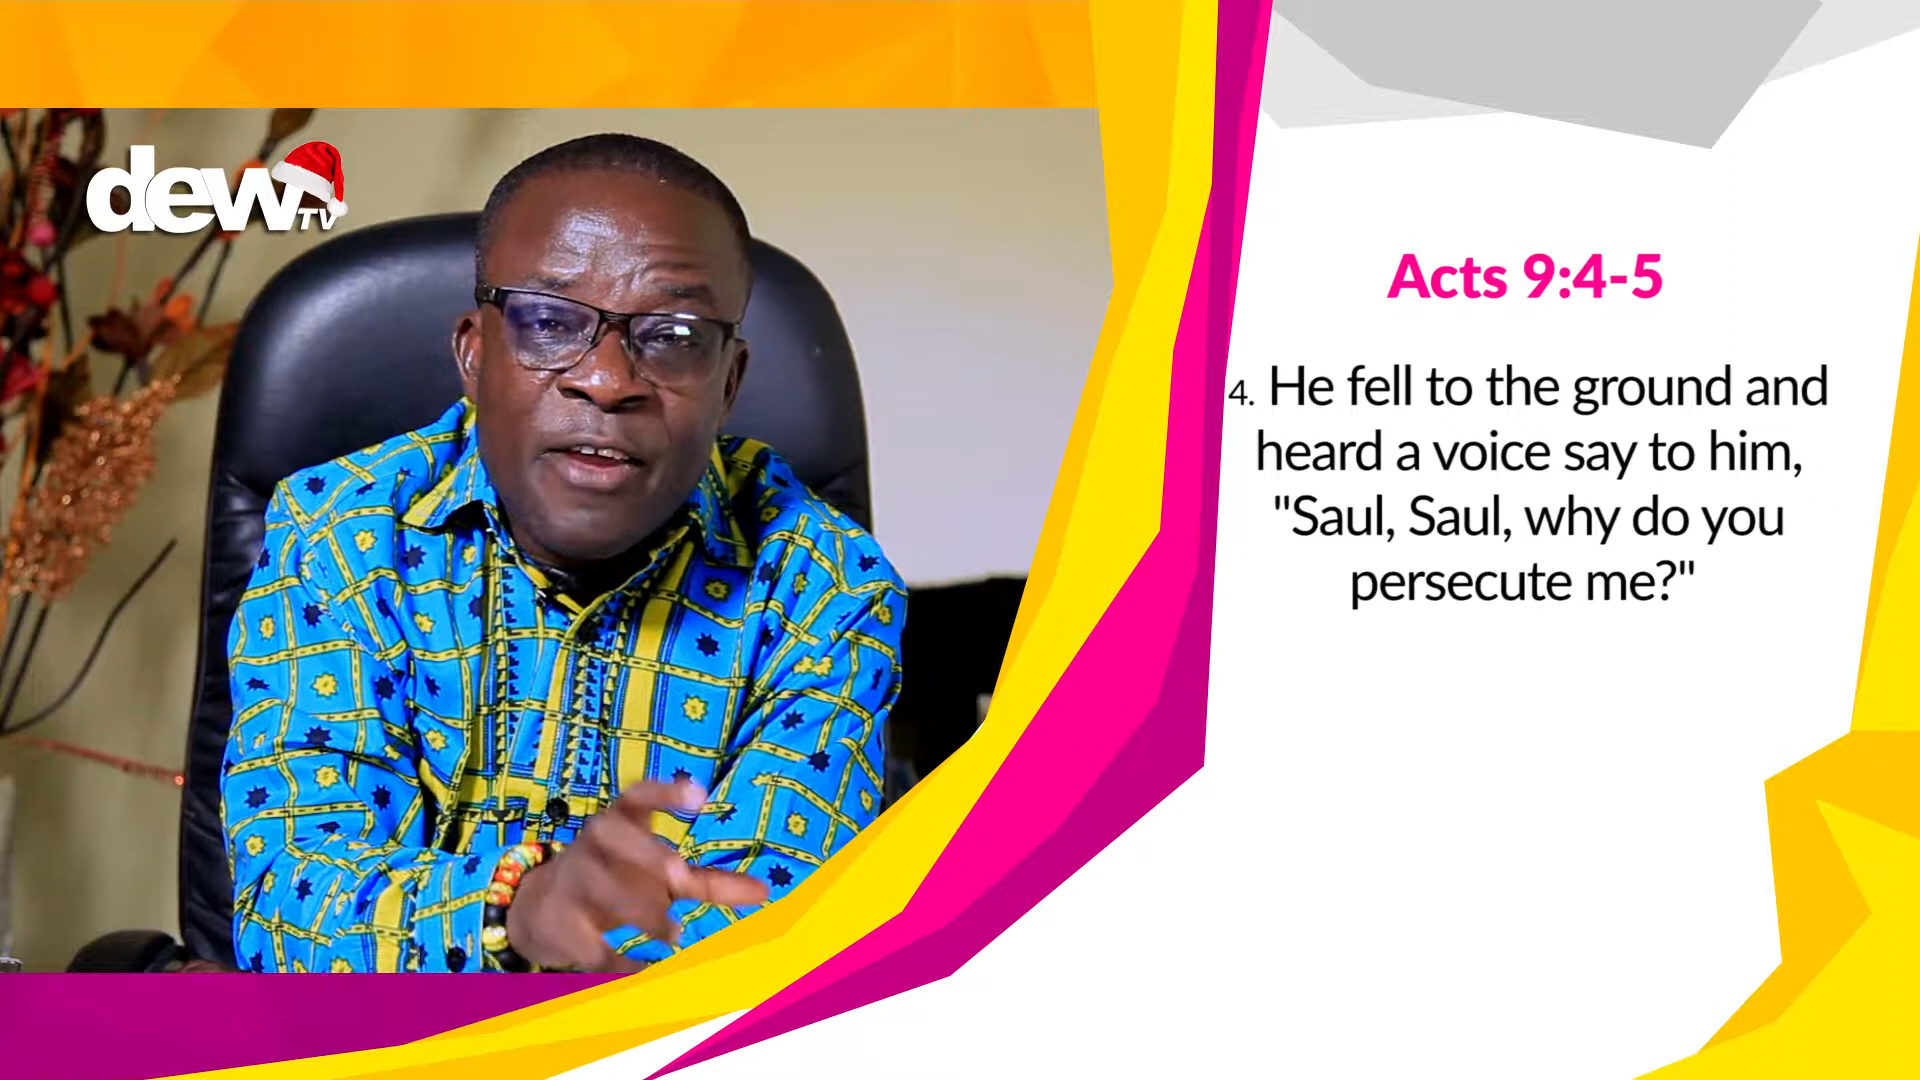 dew
TV
Acts 9:4-5
4. He fell to the ground and
heard a voice say to him,
"Saul, Saul, why do you
persecute me?"